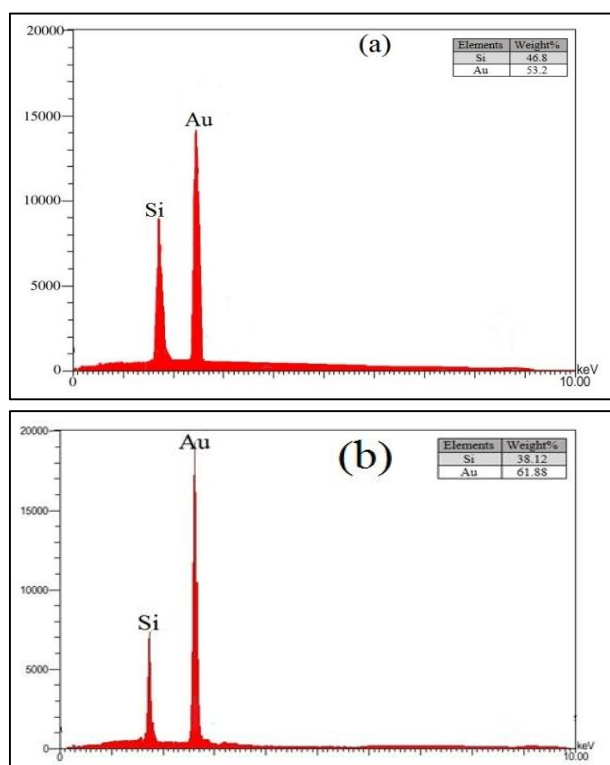 20000
(a)
Elements Weight%
Si 46.8
Au 53.2
15000
Au
10000
Si
5000
0
0 10.00 keV
20000
Au
(b)
Elements Weight%
Si 38.12
Au 61.88
15000
10000
Si
5000
0
0 10.00 keV